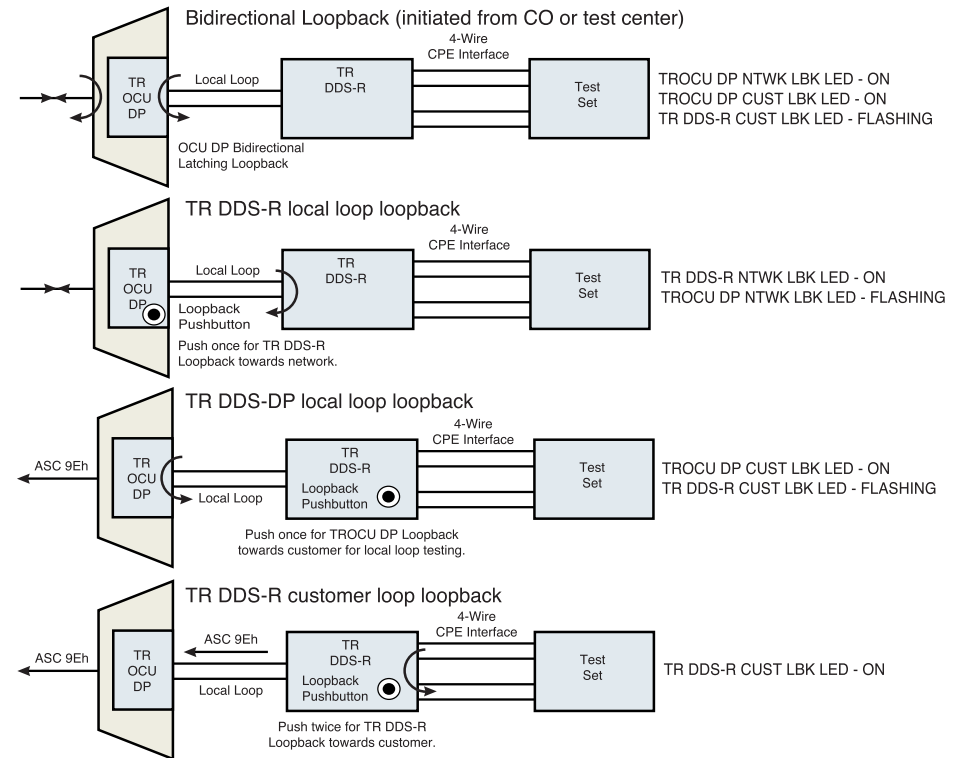 Bidirectional Loopback (initiated from CO or test center)
4-Wire
CPE Interface
TR
OCU
DP
Local Loop
TR
DDS-R
Test
Set
TROCU DP NTWK LBK LED - ON
TROCU DP CUST LBK LED - ON
TR DDS-R CUST LBK LED - FLASHING
OCU DP Bidirectional
Latching Loopback
TR DDS-R local loop loopback
4-Wire
CPE Interface
TR
OCU
DP
Local Loop
TR
DDS-R
Test
Set
TR DDS-R NTWK LBK LED - ON
TROCU DP NTWK LBK LED - FLASHING
Loopback
Pushbutton
Push once for TR DDS-R
Loopback towards network.
TR DDS-DP local loop loopback
4-Wire
CPE Interface
ASC 9Eh
TR
OCU
DP
Local Loop
TR
DDS-R
Loopback
Pushbutton
Test
Set
TROCU DP CUST LBK LED - ON
TR DDS-R CUST LBK LED - FLASHING
Push once for TROCU DP Loopback
towards customer for local loop testing.
TR DDS-R customer loop loopback
4-Wire
CPE Interface
ASC 9Eh
TR
OCU
DP
ASC 9Eh
Local Loop
TR
DDS-R
Loopback
Pushbutton
Test
Set
TR DDS-R CUST LBK LED - ON
Push twice for TR DDS-R
Loopback towards customer.